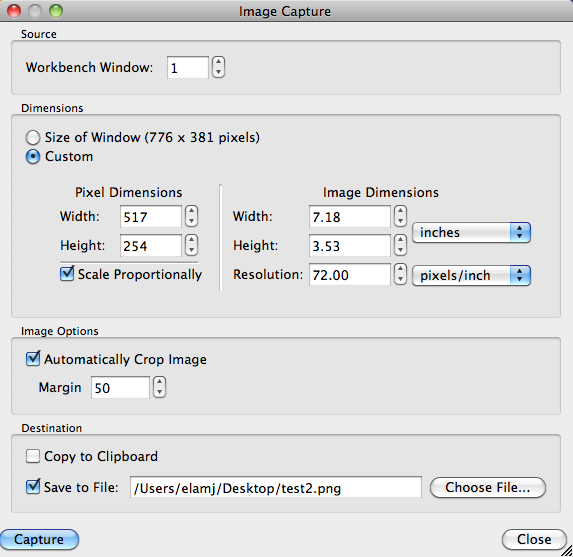 Image Capture
Source
Workbench Window: 1
Dimensions
Size of Window (776 x 381 pixels)
Custom
Pixel Dimensions Image Dimensions
Width: 517 Width: 7.18 inches
Height: 254 Height: 3.53
Scale Proportionally Resolution: 72.00 pixels/inch
Image Options
Automatically Crop Image
Margin 50
Destination
Copy to Clipboard
Save to File: /Users/elamj/Desktop/test2.png Choose File...
Capture Close